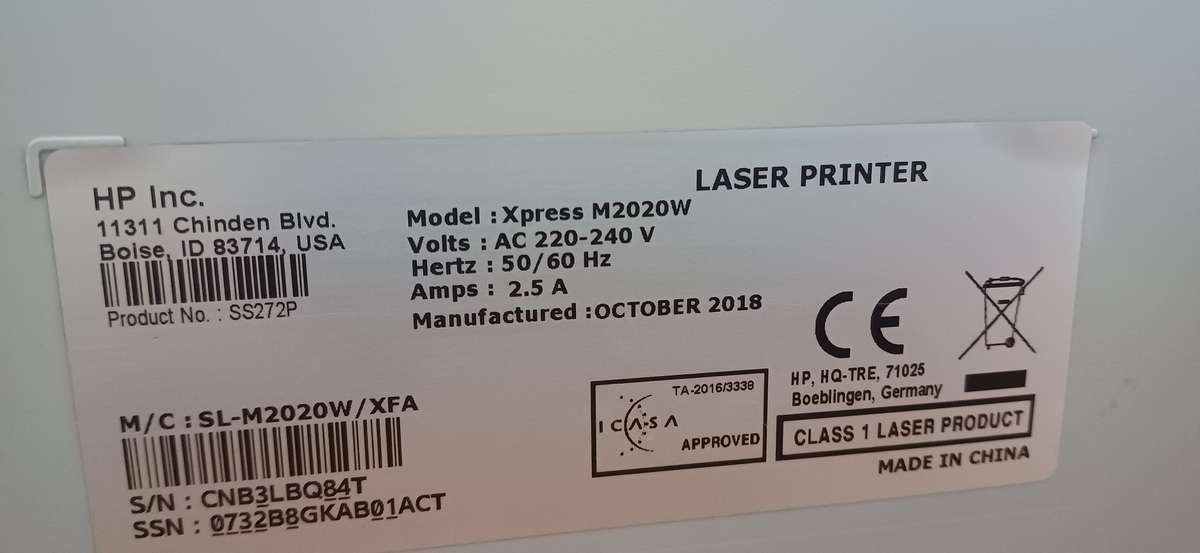 HP Inc.
11311 Chinden Blvd.
Boise, ID 83714, USA
Product No. : SS272P
M/C : SL-M2020W/XFA
S/N : CNB3LBQ84T
SSN : 0732B8GKAB01ACT
LASER PRINTER
Model : Xpress M2020W
Volts : AC 220-240 V
Hertz : 50/60 Hz
Amps : 2.5 A
Manufactured :OCTOBER 2018
TA-2016/3338
ICASA
APPROVED
CE
HP, HQ-TRE, 71025
Boeblingen, Germany
CLASS 1 LASER PRODUCT
MADE IN CHINA